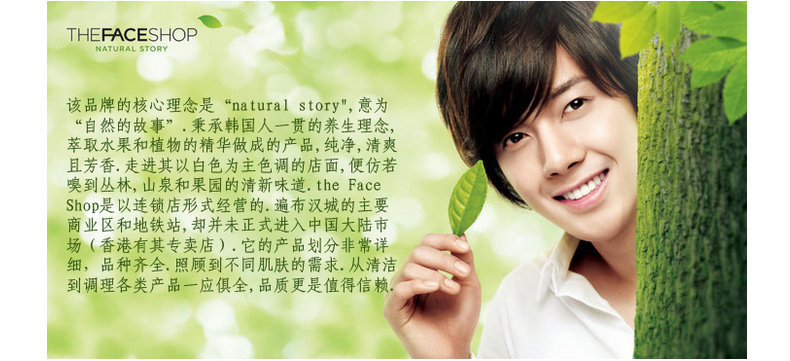 THEFACESHOP
NATURAL STORY
该品牌的核心理念是“natural story",意为
“自然的故事”.秉承韩国人一贯的养生理念,
萃取水果和植物的精华做成的产品,纯净,清爽
且芳香.走进其以白色为主色调的店面,便仿若
嗅到丛林,山泉和果园的清新味道.the Face
Shop是以连锁店形式经营的.遍布汉城的主要
商业区和地铁站,却并未正式进入中国大陆市
场（香港有其专卖店）.它的产品划分非常详
细，品种齐全.照顾到不同肌肤的需求.从清洁
到调理各类产品一应俱全,品质更是值得信赖.